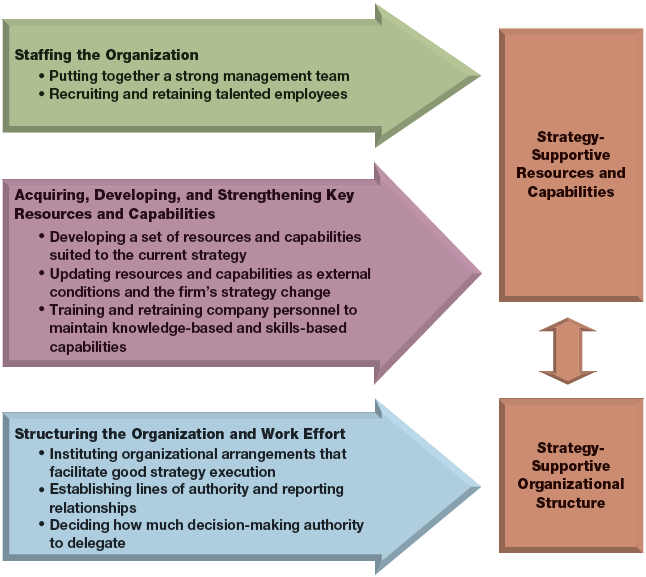 Staffing the Organization
• Putting together a strong management team
• Recruiting and retaining talented employees
Acquiring, Developing, and Strengthening Key
Resources and Capabilities
• Developing a set of resources and capabilities
suited to the current strategy
• Updating resources and capabilities as external
conditions and the firm's strategy change
• Training and retraining company personnel to
maintain knowledge-based and skills-based
capabilities
Structuring the Organization and Work Effort
• Instituting organizational arrangements that
facilitate good strategy execution
• Establishing lines of authority and reporting
relationships
• Deciding how much decision-making authority
to delegate
Strategy-
Supportive
Resources and
Capabilities
Strategy-
Supportive
Organizational
Structure